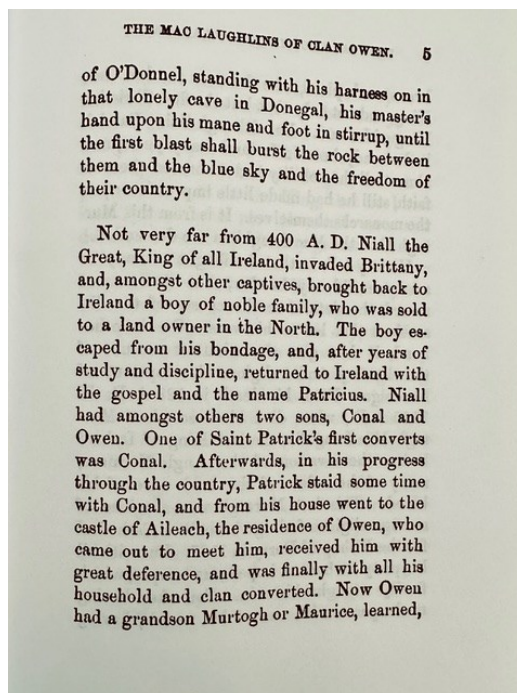 THE MAC LAUGHLINS OF CLAN OWEN. 5
of O'Donnel, standing with his harness on in
that lonely cave in Donegal, his master's
hand upon his mane and foot in stirrup, until
the first blast shall burst the rock between
them and the blue sky and the freedom of
their country.
Not very far from 400 A. D. Niall the
Great, King of all Ireland, invaded Brittany,
and, amongst other captives, brought back to
Ireland a boy of noble family, who was sold
to a land owner in the North. The boy es-
caped from his bondage, and, after years of
study and discipline, returned to Ireland with
the gospel and the name Patricius. Niall
had amongst others two sons, Conal and
Owen. One of Saint Patrick's first converts
was Conal. Afterwards, in his progress
through the country, Patrick staid some time
with Conal, and from his house went to the
castle of Aileach, the residence of Owen, who
came out to meet him, received him with
great deference, and was finally with all his
household and clan converted. Now Owen
had a grandson Murtogh or Maurice, learned,